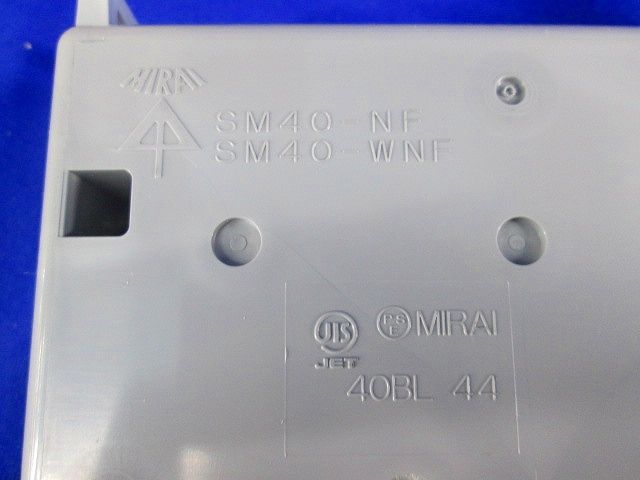 MIRAI
SM40-NF
SM40-WNF
JIS
JET
PSE
MIRAI
40BL 44